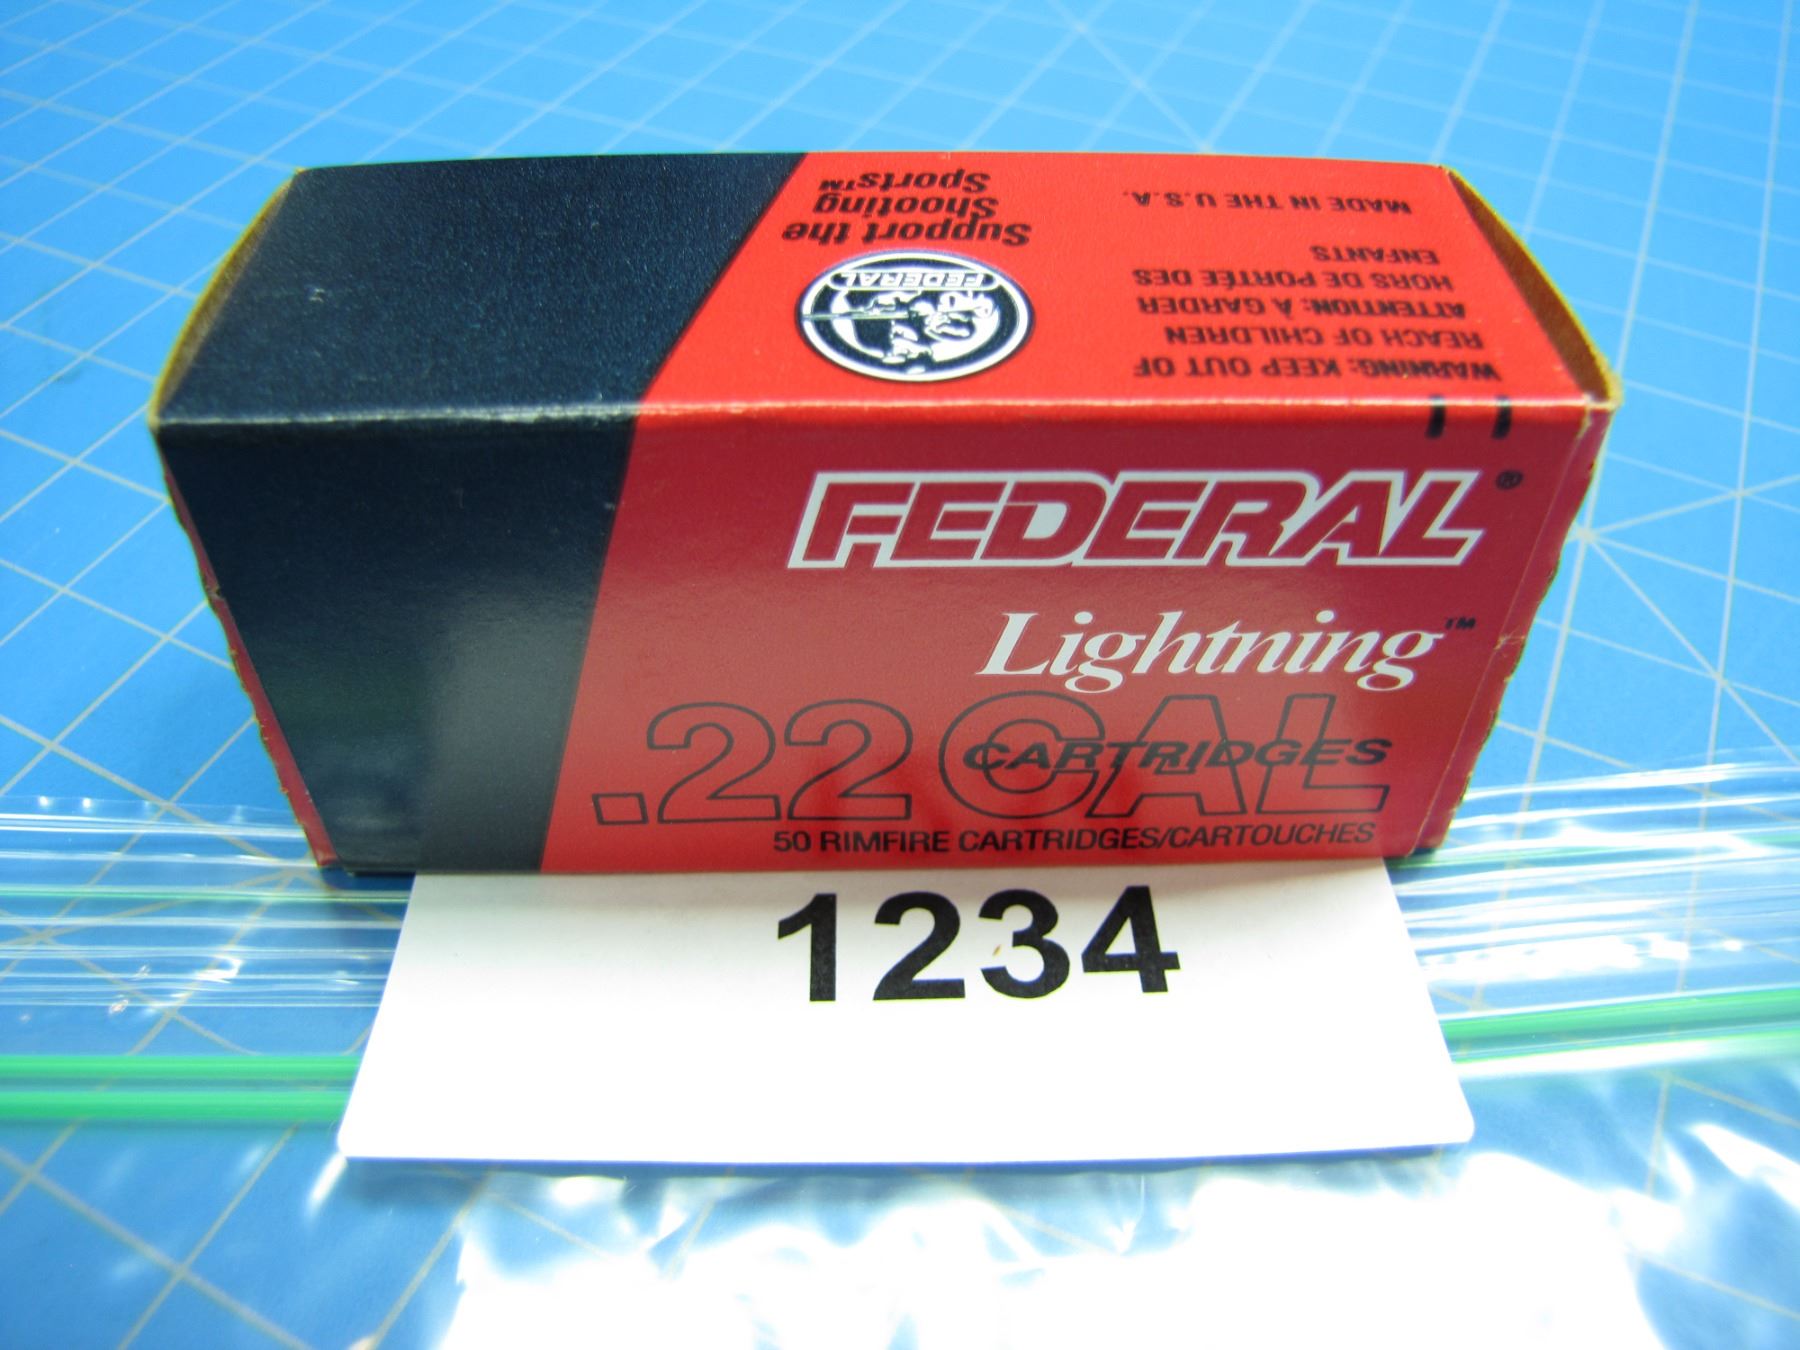 Support the
Shooting
Sports™
FEDERAL
WARNING: KEEP OUT OF
REACH OF CHILDREN
ATTENTION: À GARDER
HORS DE PORTÉE DES
ENFANTS
MADE IN THE U.S.A.
FEDERAL®
Lightning™
.22 CAL
CARTRIDGES
50 RIMFIRE CARTRIDGES/CARTOUCHES
1234